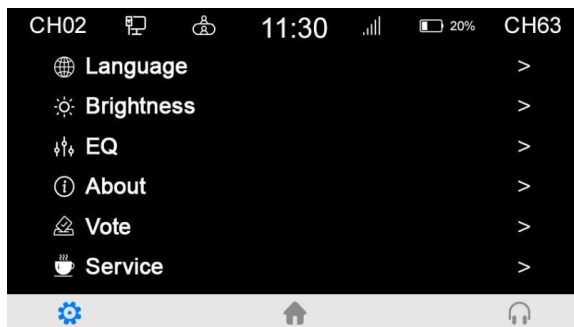 CH02 11:30 20% CH63
Language >
Brightness >
EQ >
About >
Vote >
Service >